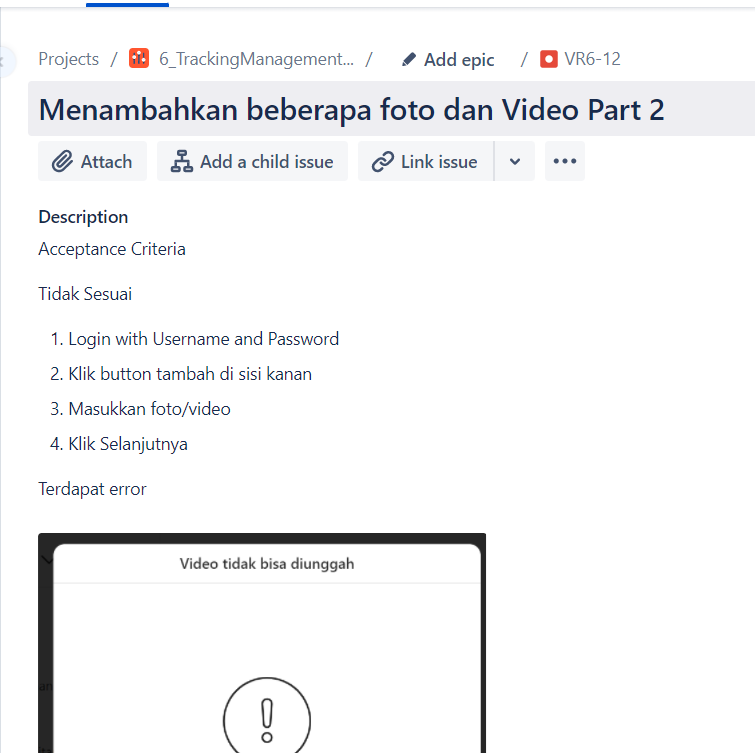 Projects / 6_TrackingManagement... / Add epic / VR6-12
Menambahkan beberapa foto dan Video Part 2
Attach Add a child issue Link issue
Description
Acceptance Criteria
Tidak Sesuai
1. Login with Username and Password
2. Klik button tambah di sisi kanan
3. Masukkan foto/video
4. Klik Selanjutnya
Terdapat error
Video tidak bisa diunggah